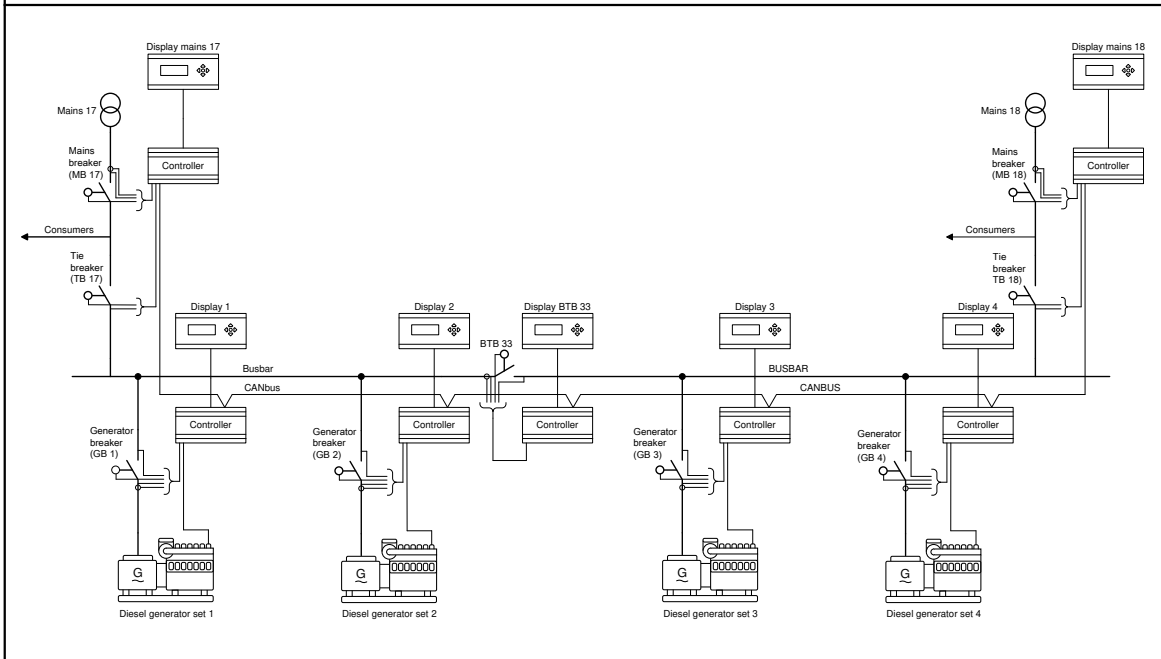 Display mains 17
Display mains 18
Mains 17
Mains 18
Mains
breaker
(MB 17)
Controller
Mains
breaker
(MB 18)
Controller
Consumers
Consumers
Tie
breaker
(TB 17)
Tie
breaker
TB 18)
Display 1
Display 2
Display BTB 33
Display 3
Display 4
BTB 33
Busbar
BUSBAR
CANbus
CANBUS
Controller
Controller
Controller
Controller
Controller
Generator
breaker
(GB 1)
Generator
breaker
(GB 2)
Generator
breaker
(GB 3)
Generator
breaker
(GB 4)
G
G
G
G
Diesel generator set 1
Diesel generator set 2
Diesel generator set 3
Diesel generator set 4